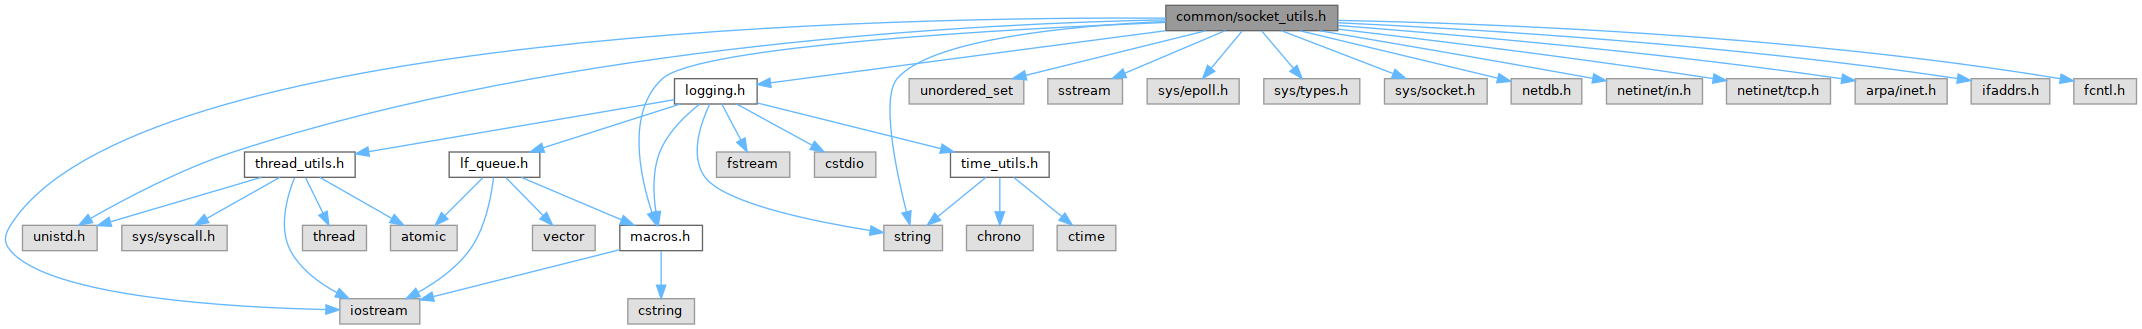 common/socket_utils.h
logging.h
unordered_set
sstream
sys/epoll.h
sys/types.h
sys/socket.h
netdb.h
netinet/in.h
netinet/tcp.h
arpa/inet.h
ifaddrs.h
fcntl.h
thread_utils.h
lf_queue.h
fstream
cstdio
time_utils.h
unistd.h
sys/syscall.h
thread
atomic
vector
macros.h
string
chrono
ctime
iostream
cstring